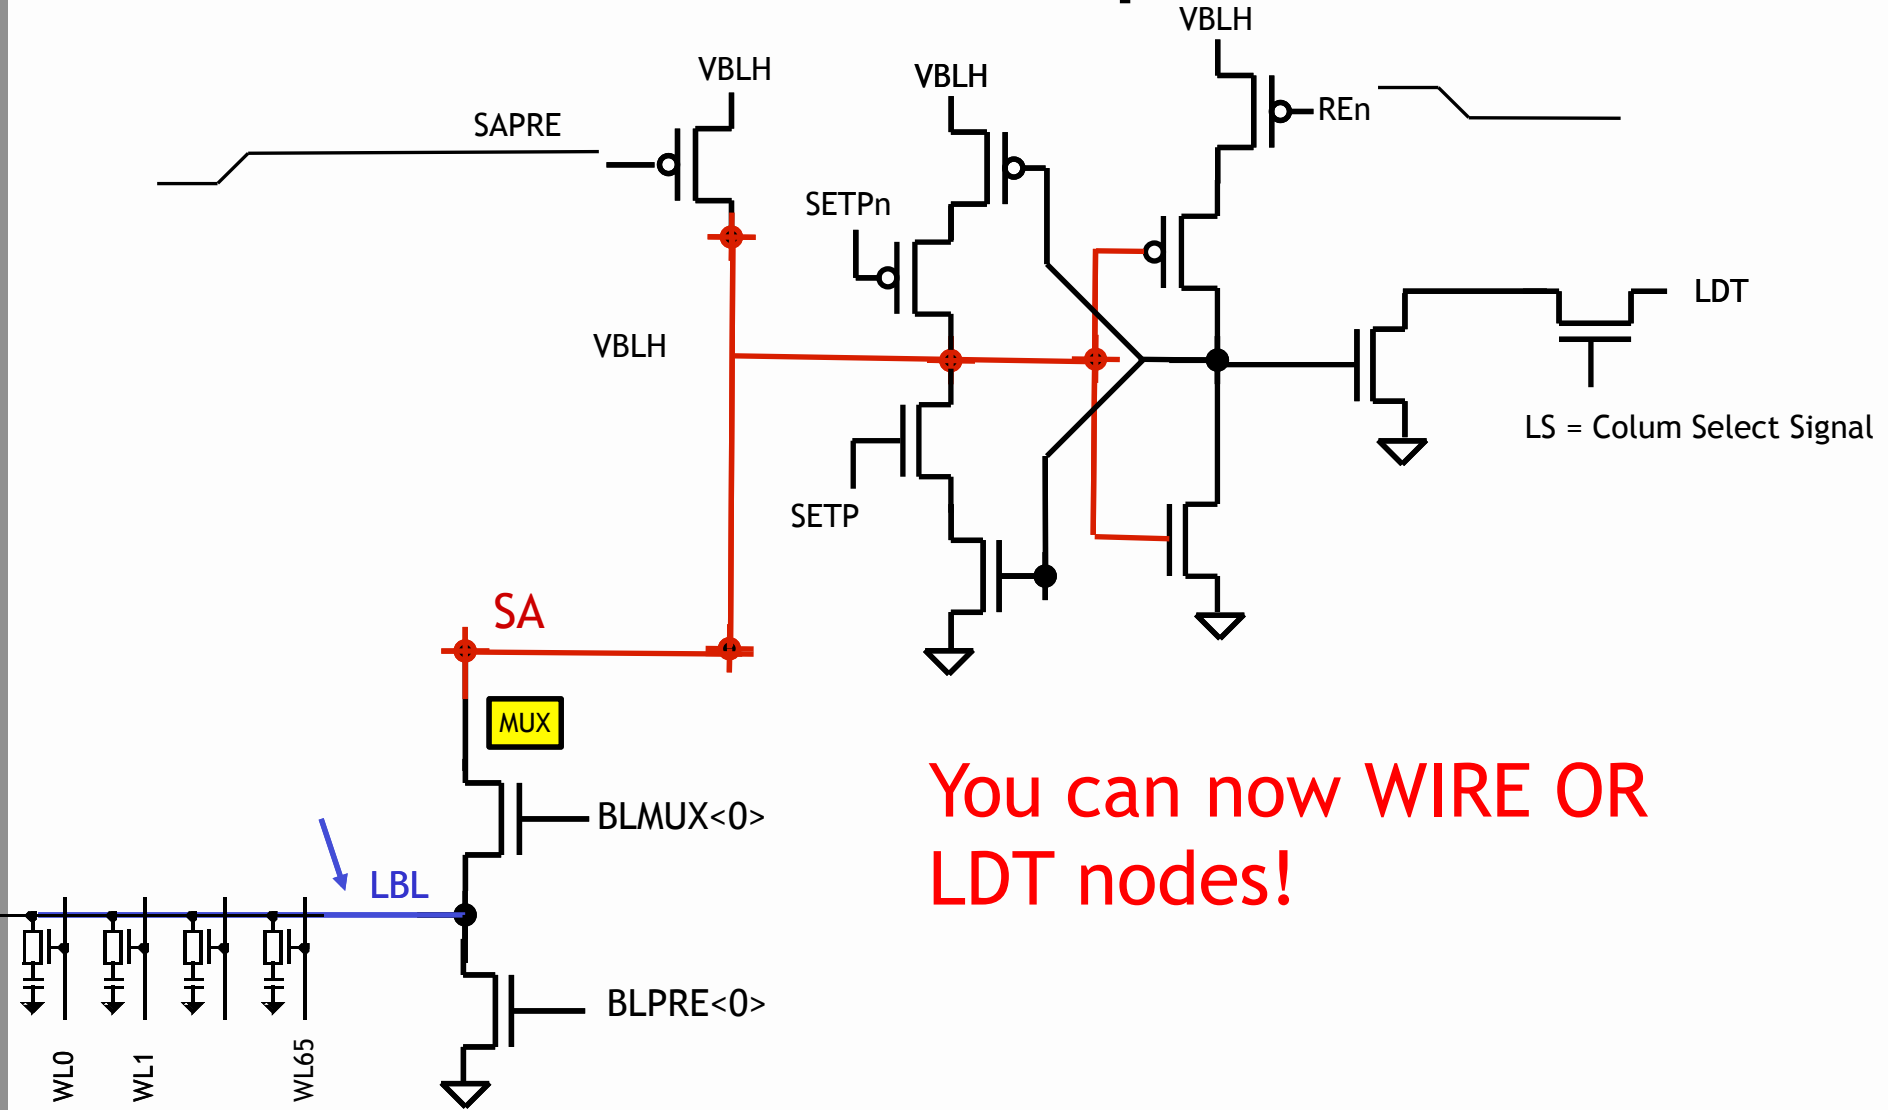 VBLH
VBLH
VBLH
SAPRE
REn
SETPn
LDT
VBLH
LS = Colum Select Signal
SETP
SA
MUX
BLMUX<0>
You can now WIRE OR
LDT nodes!
LBL
BLPRE<0>
WL0
WL1
WL65